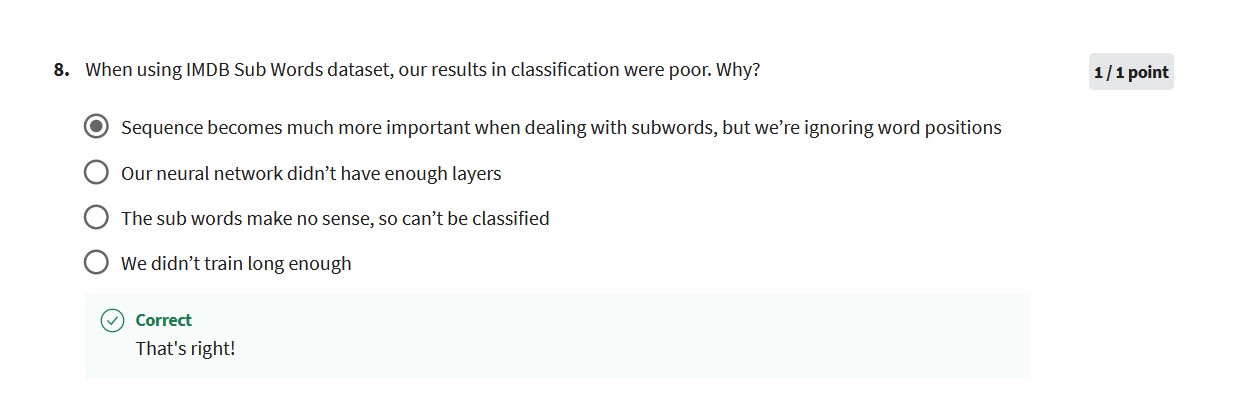 8. When using IMDB Sub Words dataset, our results in classification were poor. Why?
1 / 1 point
Sequence becomes much more important when dealing with subwords, but we’re ignoring word positions
Our neural network didn’t have enough layers
The sub words make no sense, so can’t be classified
We didn’t train long enough
Correct
That's right!